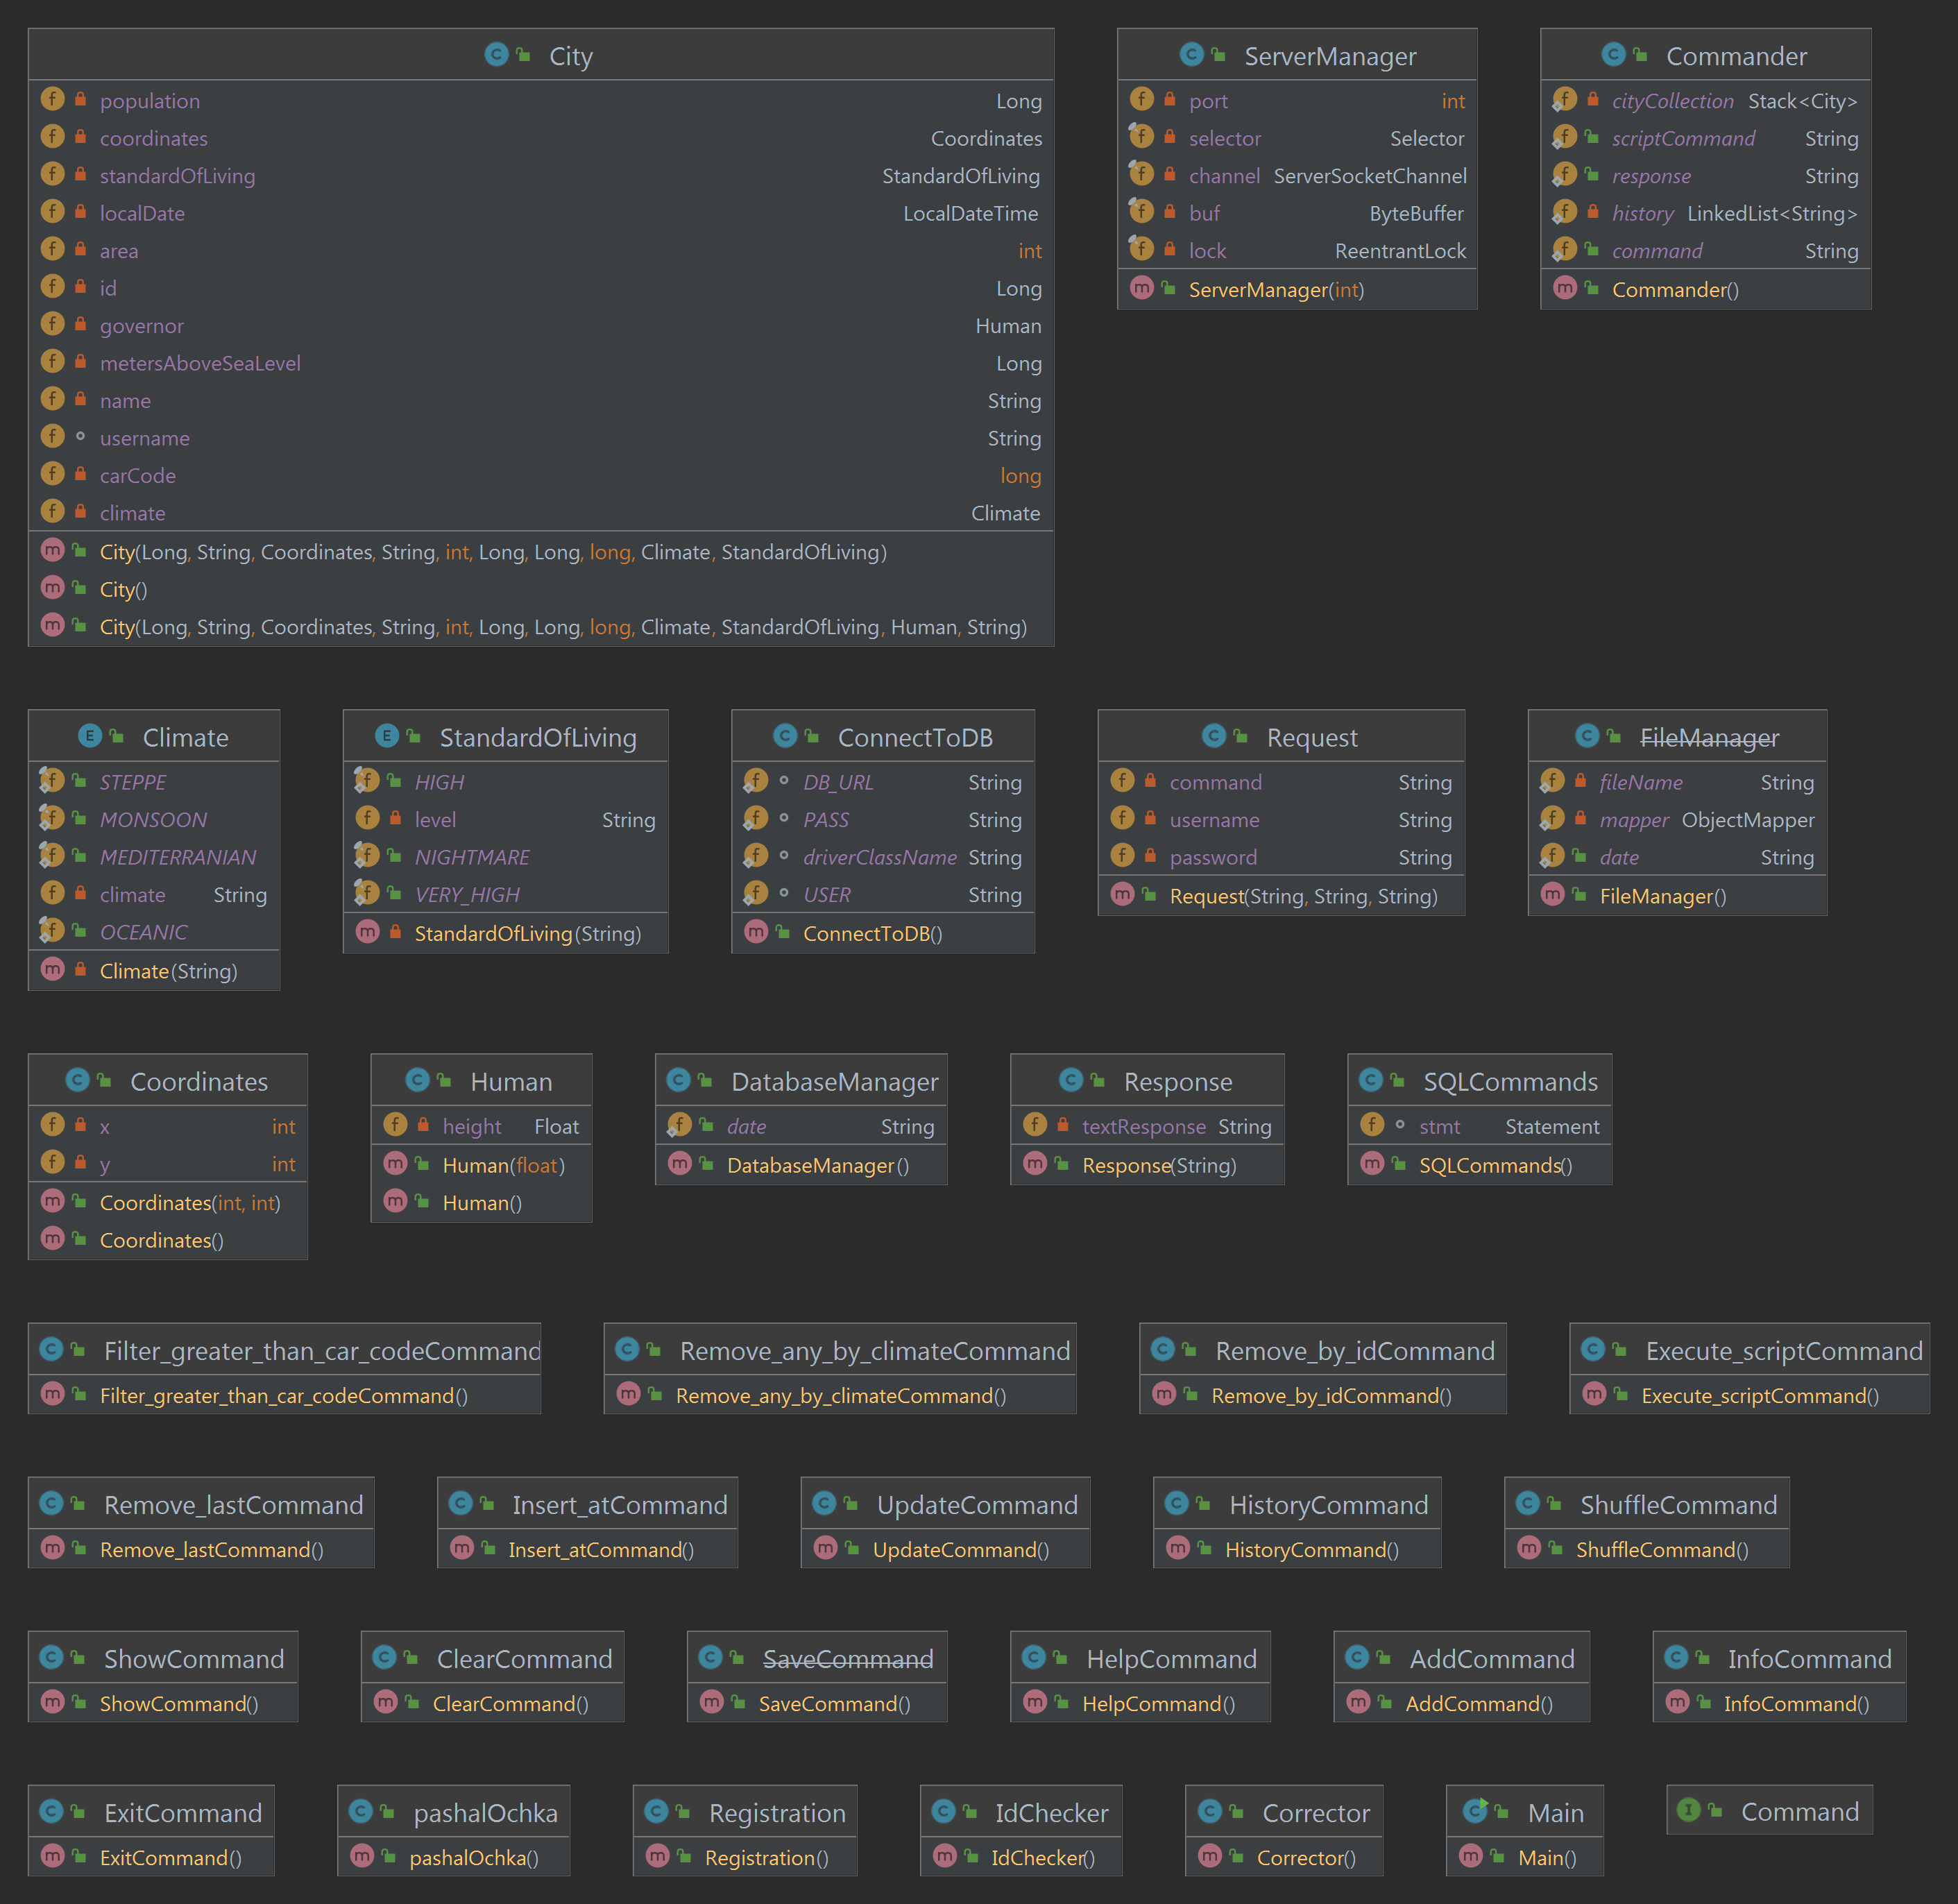 City
population Long
coordinates Coordinates
standardOfLiving StandardOfLiving
localDate LocalDateTime
area int
id Long
governor Human
metersAboveSeaLevel Long
name String
username String
carCode long
climate Climate
City(Long, String, Coordinates, String, int, Long, Long, long, Climate, StandardOfLiving)
City()
City(Long, String, Coordinates, String, int, Long, Long, long, Climate, StandardOfLiving, Human, String)
ServerManager
port int
selector Selector
channel ServerSocketChannel
buf ByteBuffer
lock ReentrantLock
ServerManager(int)
Commander
cityCollection Stack<City>
scriptCommand String
response String
history LinkedList<String>
command String
Commander()
Climate
STEPPE
MONSOON
MEDITERRANIAN
climate String
OCEANIC
Climate(String)
StandardOfLiving
HIGH
level String
NIGHTMARE
VERY_HIGH
StandardOfLiving(String)
ConnectToDB
DB_URL String
PASS String
driverClassName String
USER String
ConnectToDB()
Request
command String
username String
password String
Request(String, String, String)
FileManager
fileName String
mapper ObjectMapper
date String
FileManager()
Coordinates
x int
y int
Coordinates(int, int)
Coordinates()
Human
height Float
Human(float)
Human()
DatabaseManager
date String
DatabaseManager()
Response
textResponse String
Response(String)
SQLCommands
stmt Statement
SQLCommands()
Filter_greater_than_car_codeCommand
Filter_greater_than_car_codeCommand()
Remove_any_by_climateCommand
Remove_any_by_climateCommand()
Remove_by_idCommand
Remove_by_idCommand()
Execute_scriptCommand
Execute_scriptCommand()
Remove_lastCommand
Remove_lastCommand()
Insert_atCommand
Insert_atCommand()
UpdateCommand
UpdateCommand()
HistoryCommand
HistoryCommand()
ShuffleCommand
ShuffleCommand()
ShowCommand
ShowCommand()
ClearCommand
ClearCommand()
SaveCommand
SaveCommand()
HelpCommand
HelpCommand()
AddCommand
AddCommand()
InfoCommand
InfoCommand()
ExitCommand
ExitCommand()
pashalOchka
pashalOchka()
Registration
Registration()
IdChecker
IdChecker()
Corrector
Corrector()
Main
Main()
Command